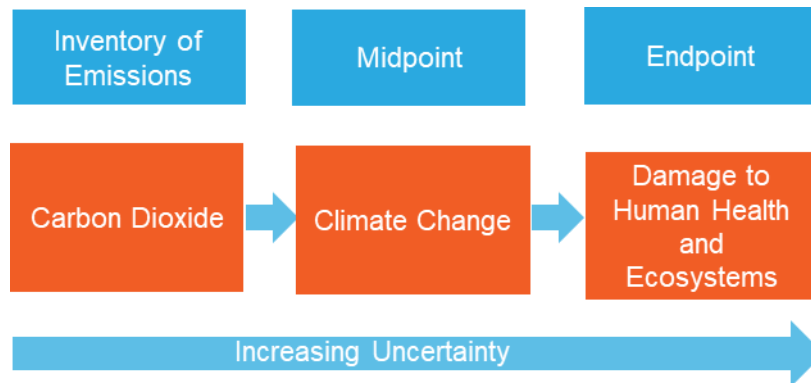 Inventory of
Emissions
Midpoint
Endpoint
Carbon Dioxide
Climate Change
Damage to
Human Health
and
Ecosystems
Increasing Uncertainty